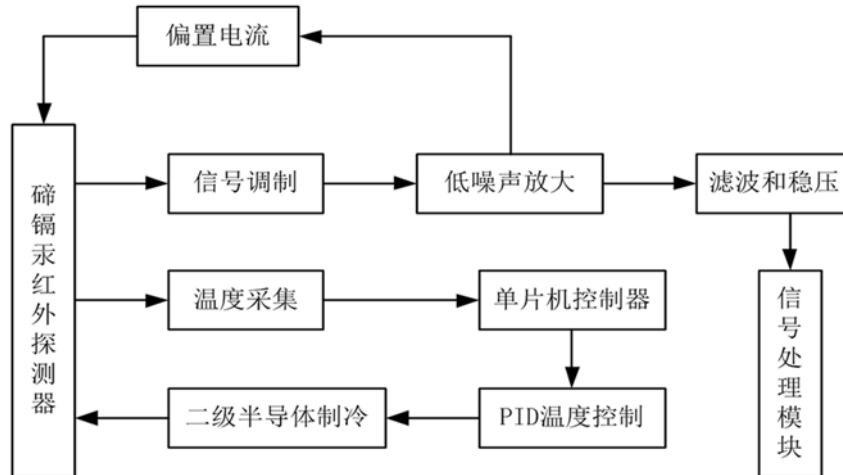 偏置电流
碲镉汞红外探测器
信号调制
低噪声放大
滤波和稳压
温度采集
单片机控制器
信号处理模块
二级半导体制冷
PID温度控制